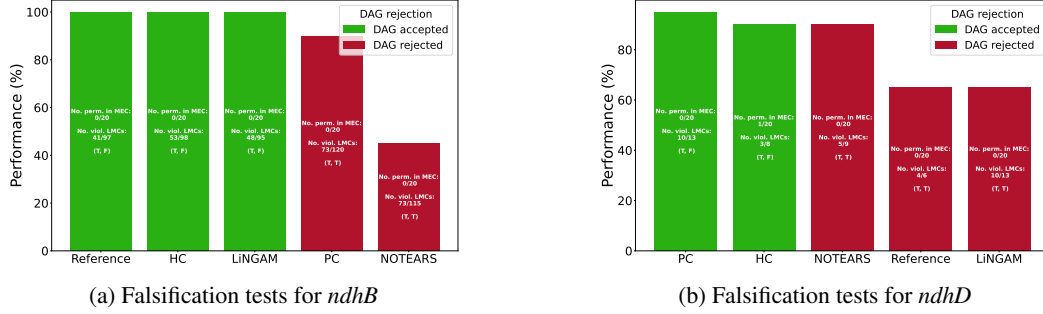 100
80
60
40
20
0
Performance (%)
DAG rejection
DAG accepted
DAG rejected
No. perm. in MEC:
0/20
No. viol. LMCs:
41/97
(T, F)
No. perm. in MEC:
0/20
No. viol. LMCs:
53/98
(T, F)
No. perm. in MEC:
0/20
No. viol. LMCs:
48/95
(T, F)
No. perm. in MEC:
0/20
No. viol. LMCs:
73/120
(T, T)
No. perm. in MEC:
0/20
No. viol. LMCs:
73/115
(T, T)
Reference
HC
LiNGAM
PC
NOTEARS
(a) Falsification tests for ndhB
80
60
40
20
0
Performance (%)
DAG rejection
DAG accepted
DAG rejected
No. perm. in MEC:
0/20
No. viol. LMCs:
10/13
(T, F)
No. perm. in MEC:
1/20
No. viol. LMCs:
3/8
(T, F)
No. perm. in MEC:
0/20
No. viol. LMCs:
5/9
(T, T)
No. perm. in MEC:
0/20
No. viol. LMCs:
4/6
(T, T)
No. perm. in MEC:
0/20
No. viol. LMCs:
10/13
(T, T)
PC
HC
NOTEARS
Reference
LiNGAM
(b) Falsification tests for ndhD